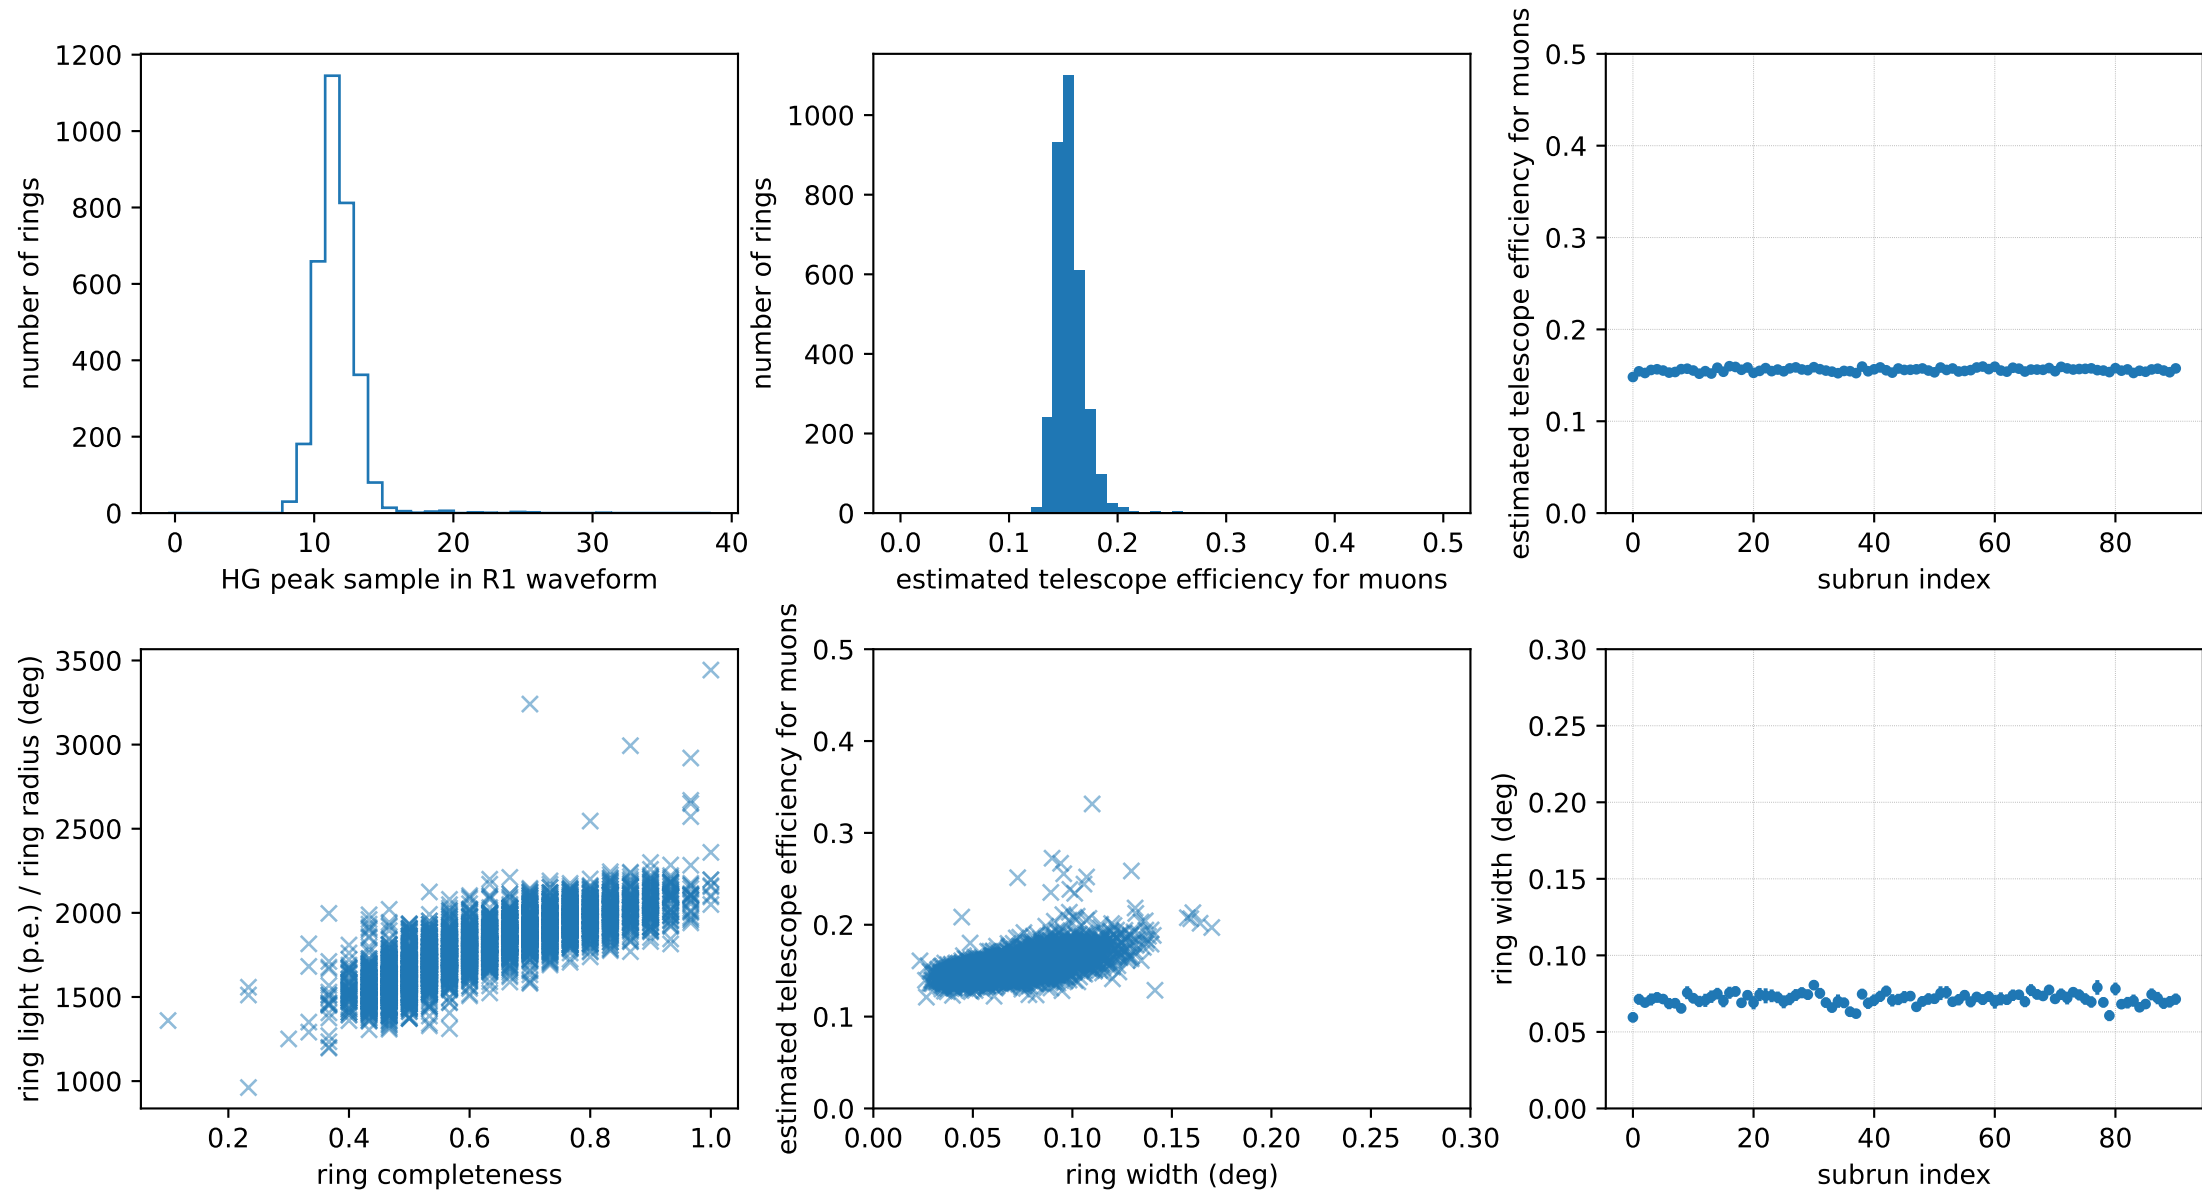 number of rings
1200
1000
800
600
400
200
0
0 10 20 30 40
HG peak sample in R1 waveform
number of rings
1000
800
600
400
200
0
0.0 0.1 0.2 0.3 0.4 0.5
estimated telescope efficiency for muons
estimated telescope efficiency for muons
0.5
0.4
0.3
0.2
0.1
0.0
0 20 40 60 80
subrun index
ring light (p.e.) / ring radius (deg)
3500
3000
2500
2000
1500
1000
0.2 0.4 0.6 0.8 1.0
ring completeness
estimated telescope efficiency for muons
0.5
0.4
0.3
0.2
0.1
0.0
0.00 0.05 0.10 0.15 0.20 0.25 0.30
ring width (deg)
ring width (deg)
0.30
0.25
0.20
0.15
0.10
0.05
0.00
0 20 40 60 80
subrun index